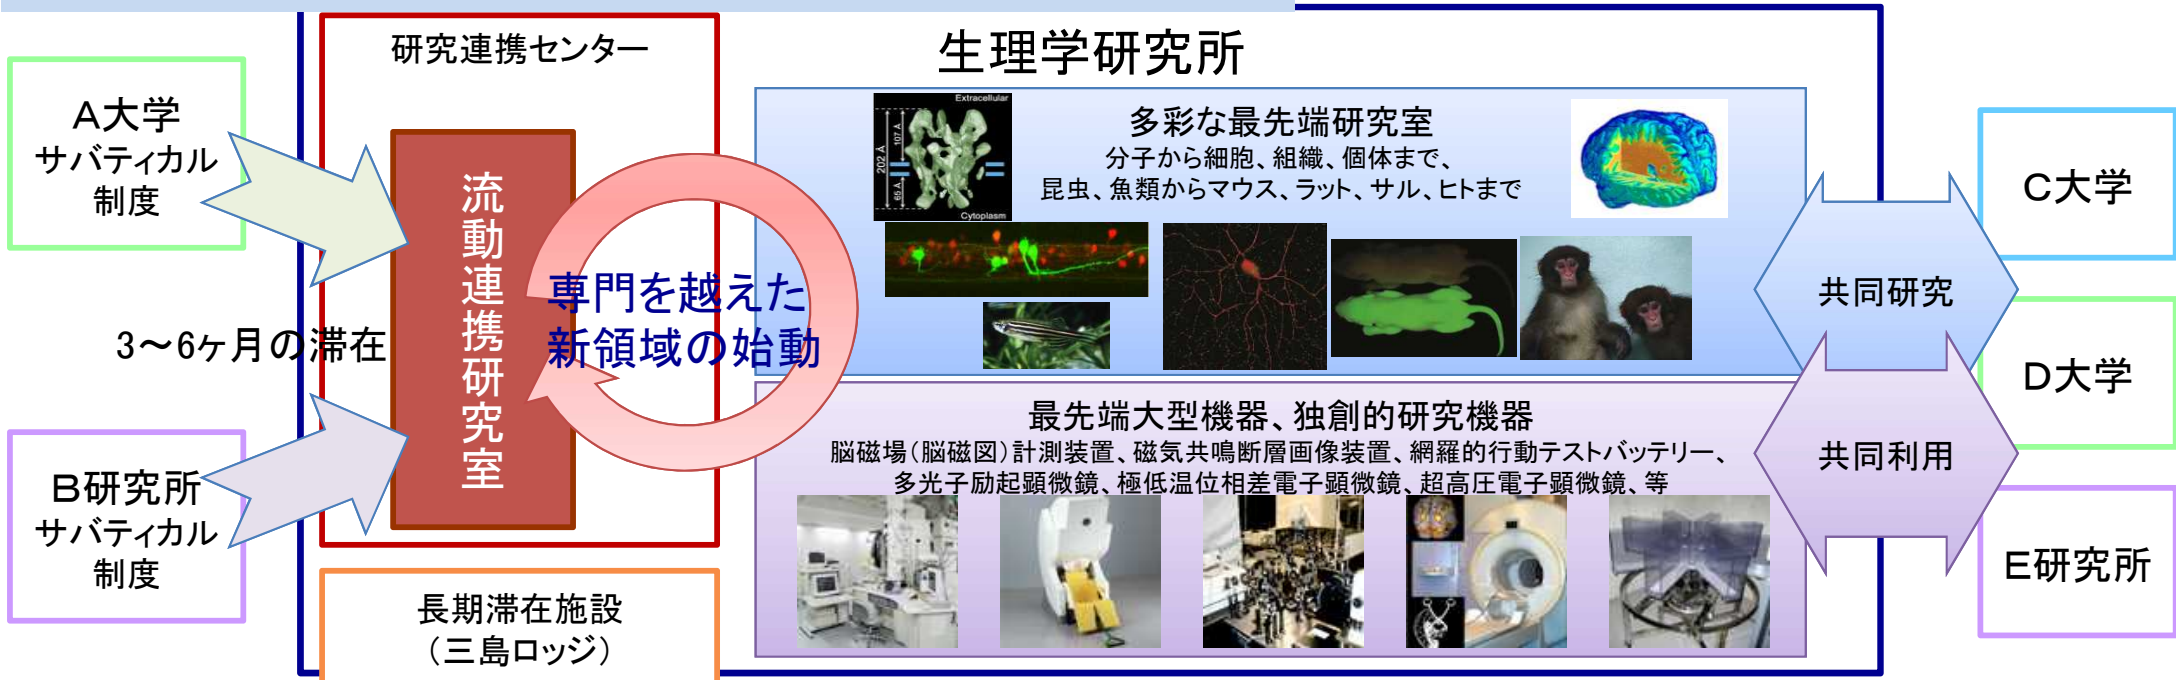 生理学研究所
研究連携センター
A大学
サバティカル
制度
B研究所
サバティカル
制度
3～6ヶ月の滞在
流動連携研究室
専門を越えた
新領域の始動
長期滞在施設
（三島ロッジ）
多彩な最先端研究室
分子から細胞、組織、個体まで、
昆虫、魚類からマウス、ラット、サル、ヒトまで
Extracellular
202 Å
107 Å
65 Å
Cytoplasm
最先端大型機器、独創的研究機器
脳磁場（脳磁図）計測装置、磁気共鳴断層画像装置、網羅的行動テストバッテリー、
多光子励起顕微鏡、極低温位相差電子顕微鏡、超高圧電子顕微鏡、等
共同研究
共同利用
C大学
D大学
E研究所